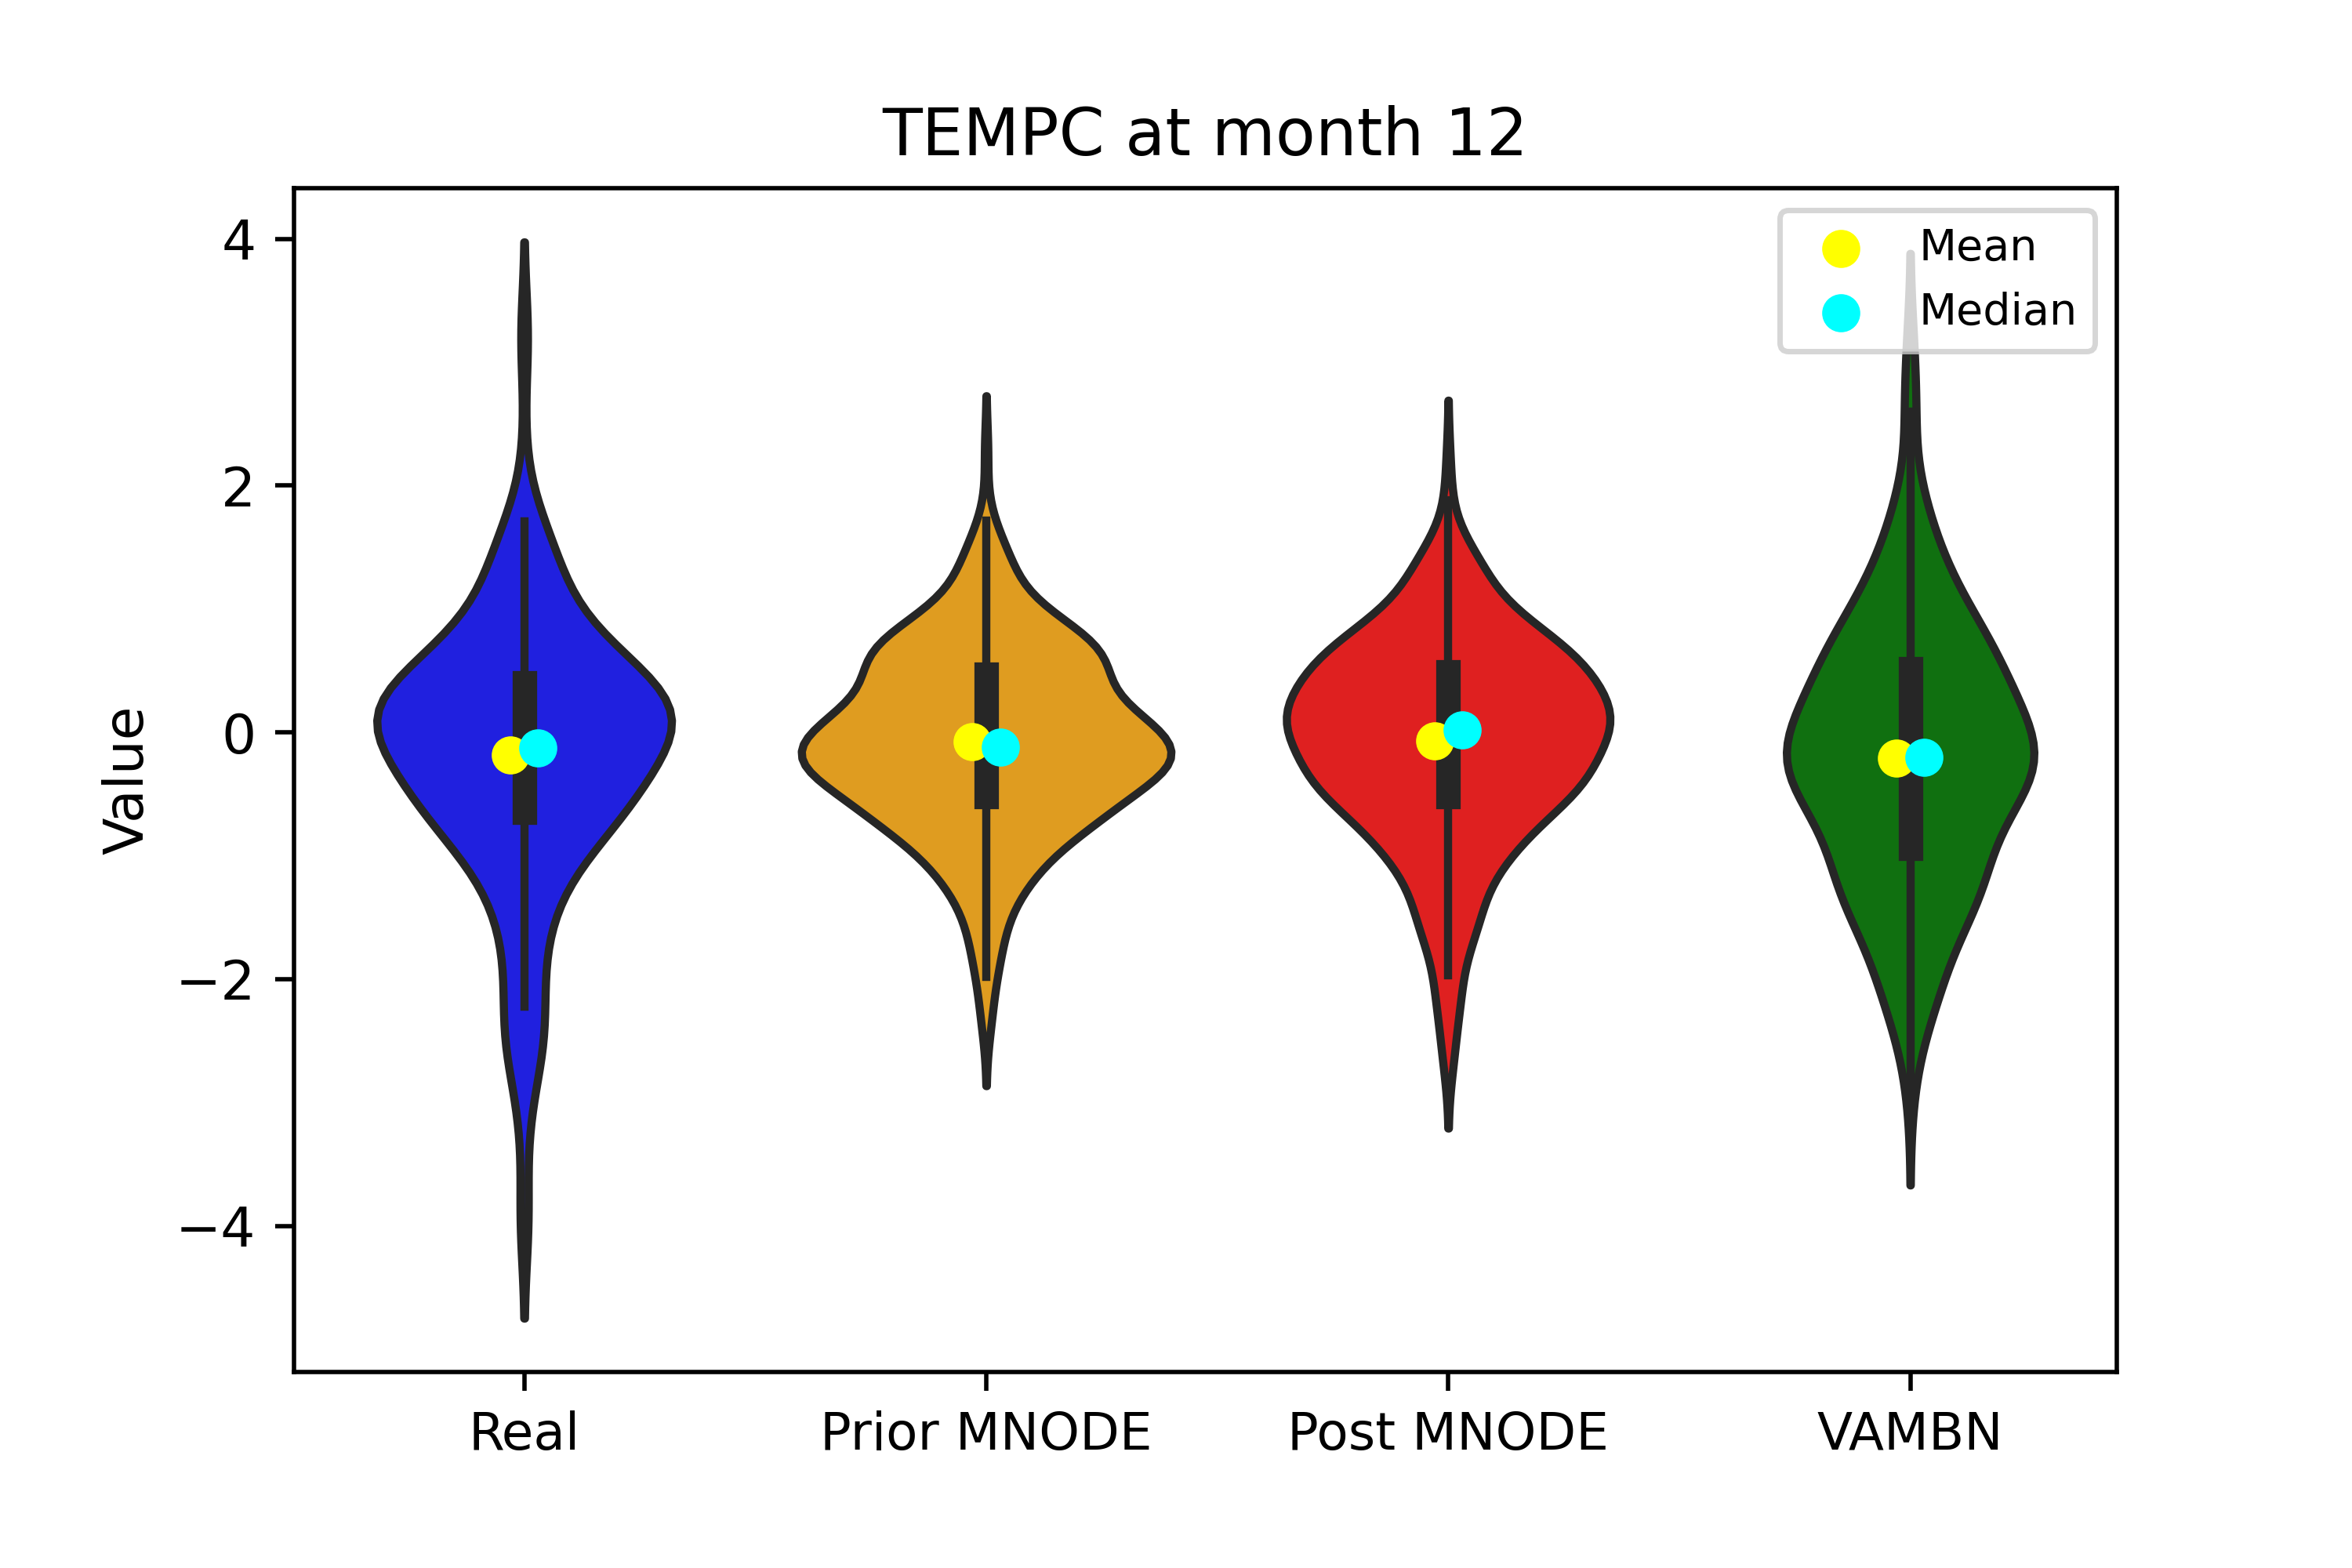 TEMPC at month 12
Mean
Median
Value
4
2
0
−2
−4
Real
Prior MNODE
Post MNODE
VAMBN